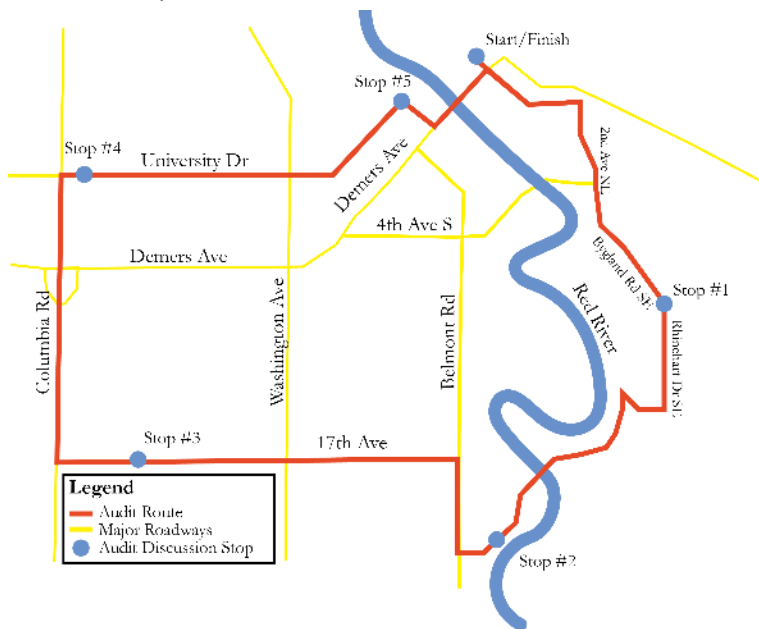 Start/Finish
Stop #5
2nd Ave NE
Stop #4
University Dr
Demers Ave
4th Ave S
Demers Ave
Bygland Rd SE
Stop #1
Red River
Columbia Rd
Washington Ave
Belmont Rd
Rhinehart Dr SE
Stop #3
17th Ave
Legend
Audit Route
Major Roadways
Audit Discussion Stop
Stop #2